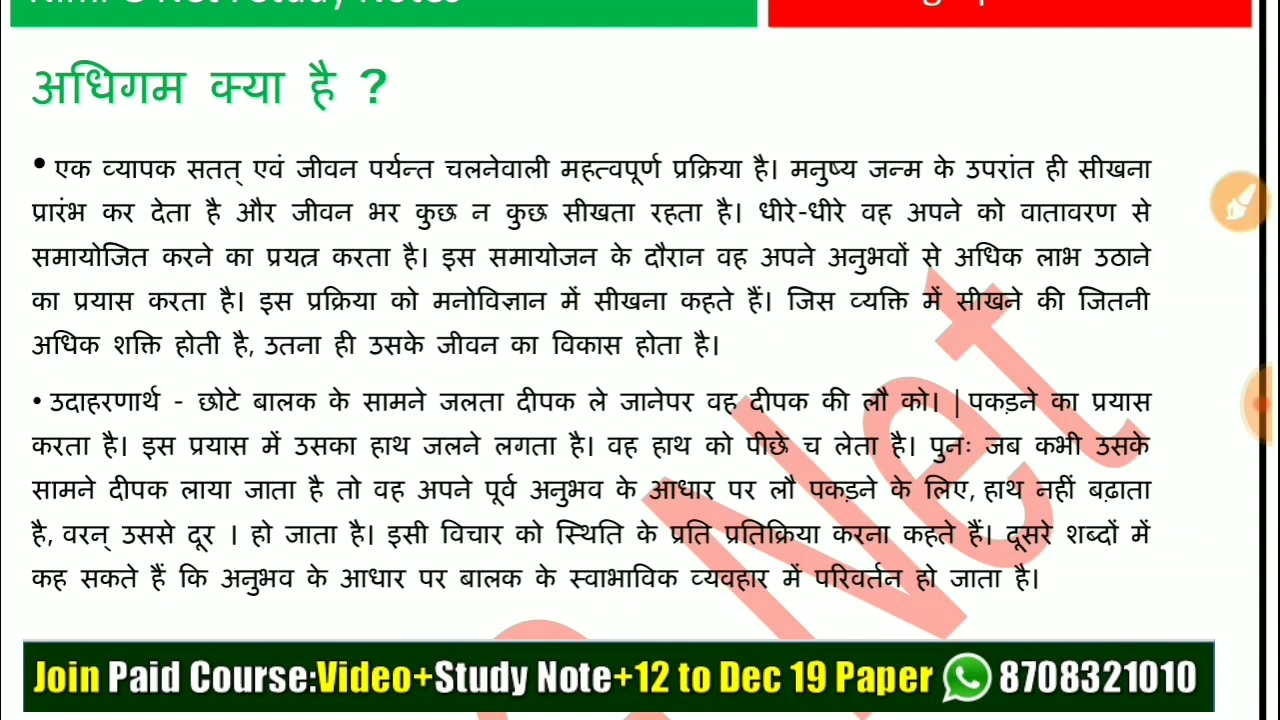 अधिगम क्या है ?
• एक व्यापक सतत् एवं जीवन पर्यन्त चलनेवाली महत्वपूर्ण प्रक्रिया है। मनुष्य जन्म के उपरांत ही सीखना
प्रारंभ कर देता है और जीवन भर कुछ न कुछ सीखता रहता है। धीरे-धीरे वह अपने को वातावरण से
समायोजित करने का प्रयत्न करता है। इस समायोजन के दौरान वह अपने अनुभवों से अधिक लाभ उठाने
का प्रयास करता है। इस प्रक्रिया को मनोविज्ञान में सीखना कहते हैं। जिस व्यक्ति में सीखने की जितनी
अधिक शक्ति होती है, उतना ही उसके जीवन का विकास होता है।
• उदाहरणार्थ - छोटे बालक के सामने जलता दीपक ले जानेपर वह दीपक की लौ को। | पकड़ने का प्रयास
करता है। इस प्रयास में उसका हाथ जलने लगता है। वह हाथ को पीछे च लेता है। पुनः जब कभी उसके
सामने दीपक लाया जाता है तो वह अपने पूर्व अनुभव के आधार पर लौ पकड़ने के लिए, हाथ नहीं बढ़ाता
है, वरन् उससे दूर । हो जाता है। इसी विचार को स्थिति के प्रति प्रतिक्रिया करना कहते हैं। दूसरे शब्दों में
कह सकते हैं कि अनुभव के आधार पर बालक के स्वाभाविक व्यवहार में परिवर्तन हो जाता है।
Net
Join Paid Course:Video+Study Note+12 to Dec 19 Paper 8708321010